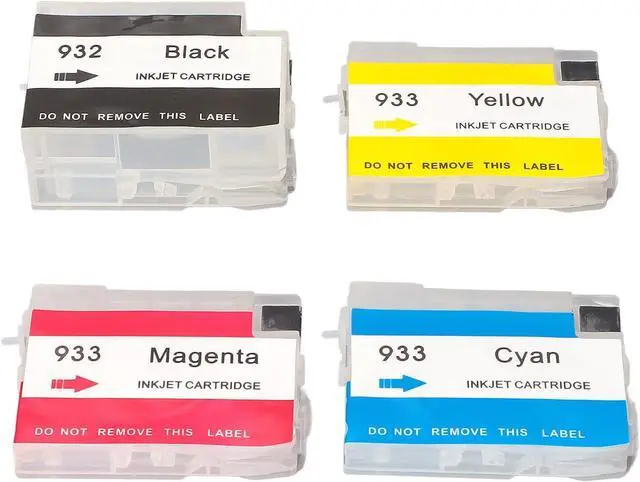 932 Black
INKJET CARTRIDGE
DO NOT REMOVE THIS LABEL
933 Yellow
INKJET CARTRIDGE
DO NOT REMOVE THIS LABEL
933 Magenta
INKJET CARTRIDGE
DO NOT REMOVE THIS LABEL
933 Cyan
INKJET CARTRIDGE
DO NOT REMOVE THIS LABEL